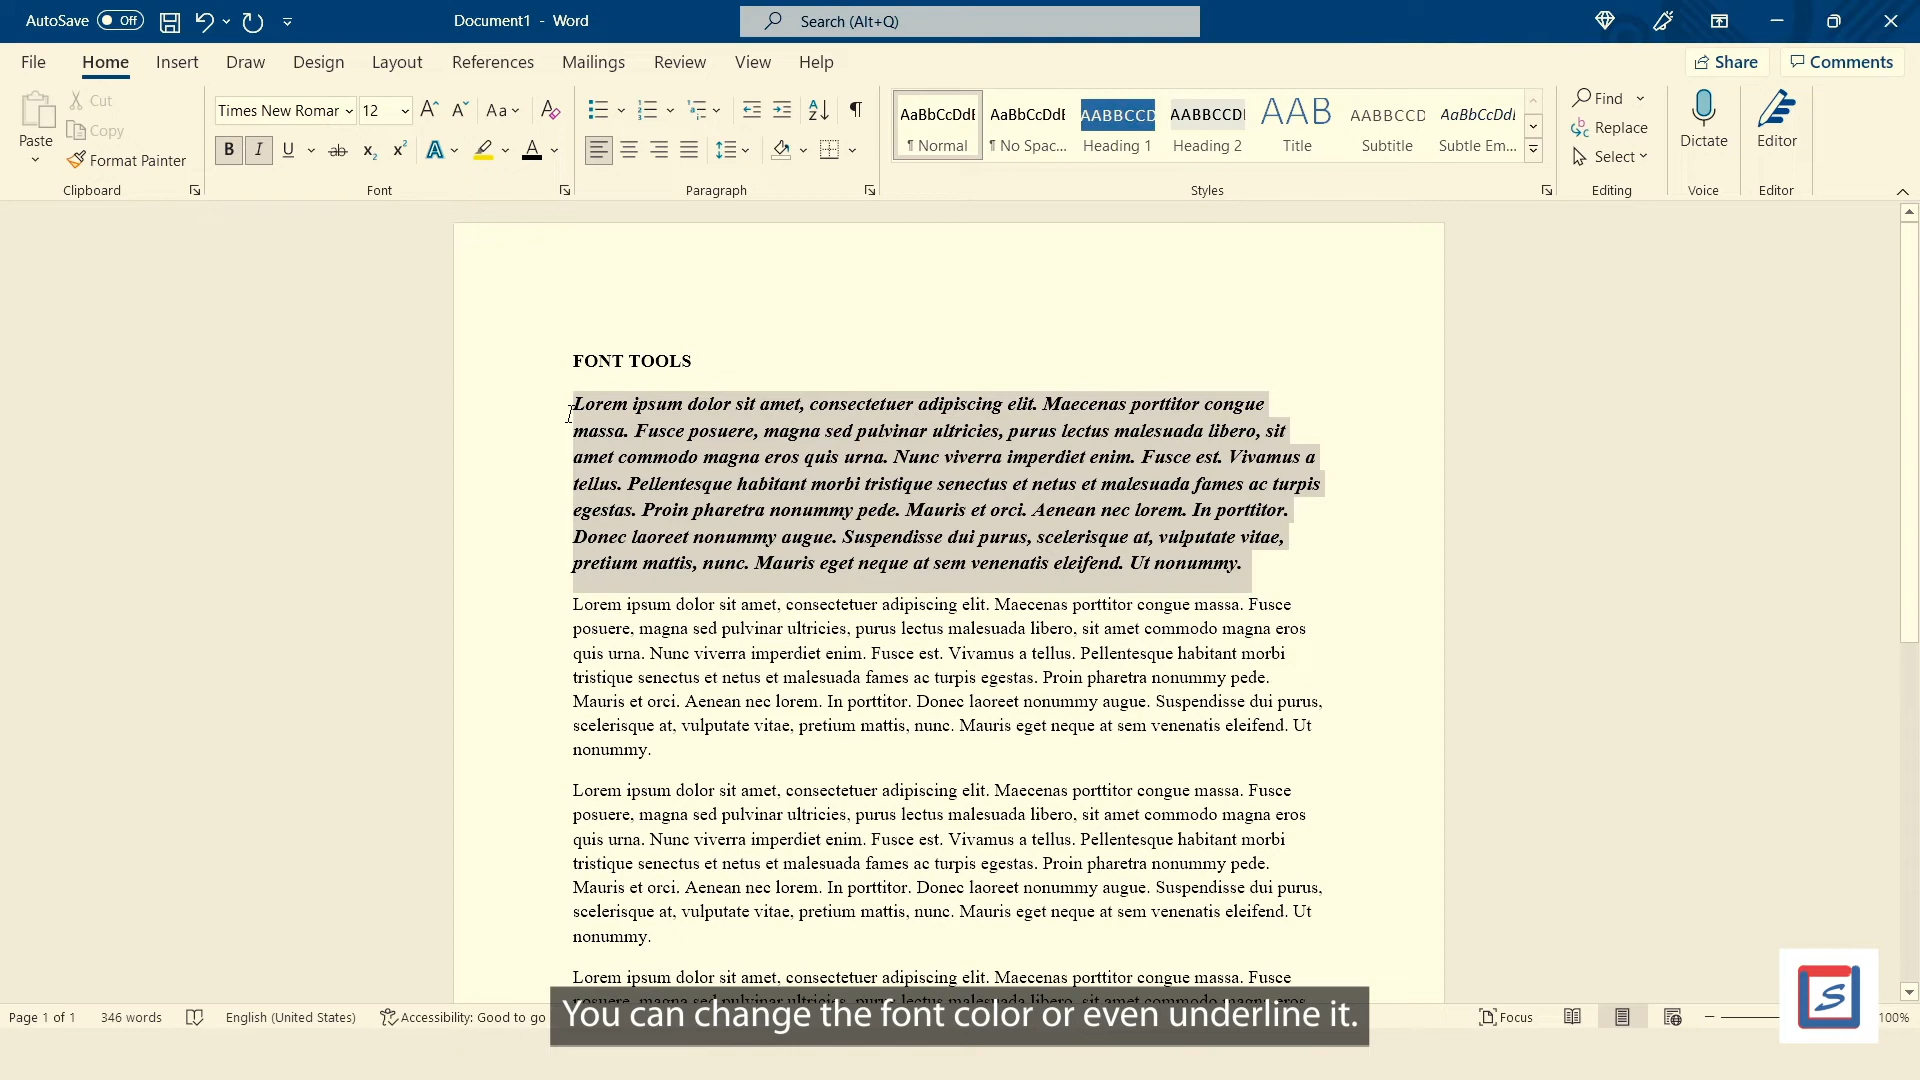 AutoSave Off Document1 - Word Search (Alt+Q)
File Home Insert Draw Design Layout References Mailings Review View Help Share Comments
Paste
Cut
Copy
Format Painter
Clipboard
Times New Roman 12 Aa
B I U ab x₂ x² A A
Font
Paragraph
AaBbCcDdE AaBbCcDdE AABBCCD AABBCCDI AAB AABBCCD AaBbCcDdI
¶ Normal ¶ No Spac... Heading 1 Heading 2 Title Subtitle Subtle Em...
Styles
Find
Replace
Select
Editing
Dictate
Voice
Editor
Editor
FONT TOOLS
Lorem ipsum dolor sit amet, consectetuer adipiscing elit. Maecenas porttitor congue
massa. Fusce posuere, magna sed pulvinar ultricies, purus lectus malesuada libero, sit
amet commodo magna eros quis urna. Nunc viverra imperdiet enim. Fusce est. Vivamus a
tellus. Pellentesque habitant morbi tristique senectus et netus et malesuada fames ac turpis
egestas. Proin pharetra nonummy pede. Mauris et orci. Aenean nec lorem. In porttitor.
Donec laoreet nonummy augue. Suspendisse dui purus, scelerisque at, vulputate vitae,
pretium mattis, nunc. Mauris eget neque at sem venenatis eleifend. Ut nonummy.
Lorem ipsum dolor sit amet, consectetuer adipiscing elit. Maecenas porttitor congue massa. Fusce
posuere, magna sed pulvinar ultricies, purus lectus malesuada libero, sit amet commodo magna eros
quis urna. Nunc viverra imperdiet enim. Fusce est. Vivamus a tellus. Pellentesque habitant morbi
tristique senectus et netus et malesuada fames ac turpis egestas. Proin pharetra nonummy pede.
Mauris et orci. Aenean nec lorem. In porttitor. Donec laoreet nonummy augue. Suspendisse dui purus,
scelerisque at, vulputate vitae, pretium mattis, nunc. Mauris eget neque at sem venenatis eleifend. Ut
nonummy.
Lorem ipsum dolor sit amet, consectetuer adipiscing elit. Maecenas porttitor congue massa. Fusce
posuere, magna sed pulvinar ultricies, purus lectus malesuada libero, sit amet commodo magna eros
quis urna. Nunc viverra imperdiet enim. Fusce est. Vivamus a tellus. Pellentesque habitant morbi
tristique senectus et netus et malesuada fames ac turpis egestas. Proin pharetra nonummy pede.
Mauris et orci. Aenean nec lorem. In porttitor. Donec laoreet nonummy augue. Suspendisse dui purus,
scelerisque at, vulputate vitae, pretium mattis, nunc. Mauris eget neque at sem venenatis eleifend. Ut
nonummy.
Lorem ipsum dolor sit amet, consectetuer adipiscing elit. Maecenas porttitor congue massa. Fusce
You can change the font color or even underline it.
Page 1 of 1 346 words English (United States) Accessibility: Good to go Focus 100%
S